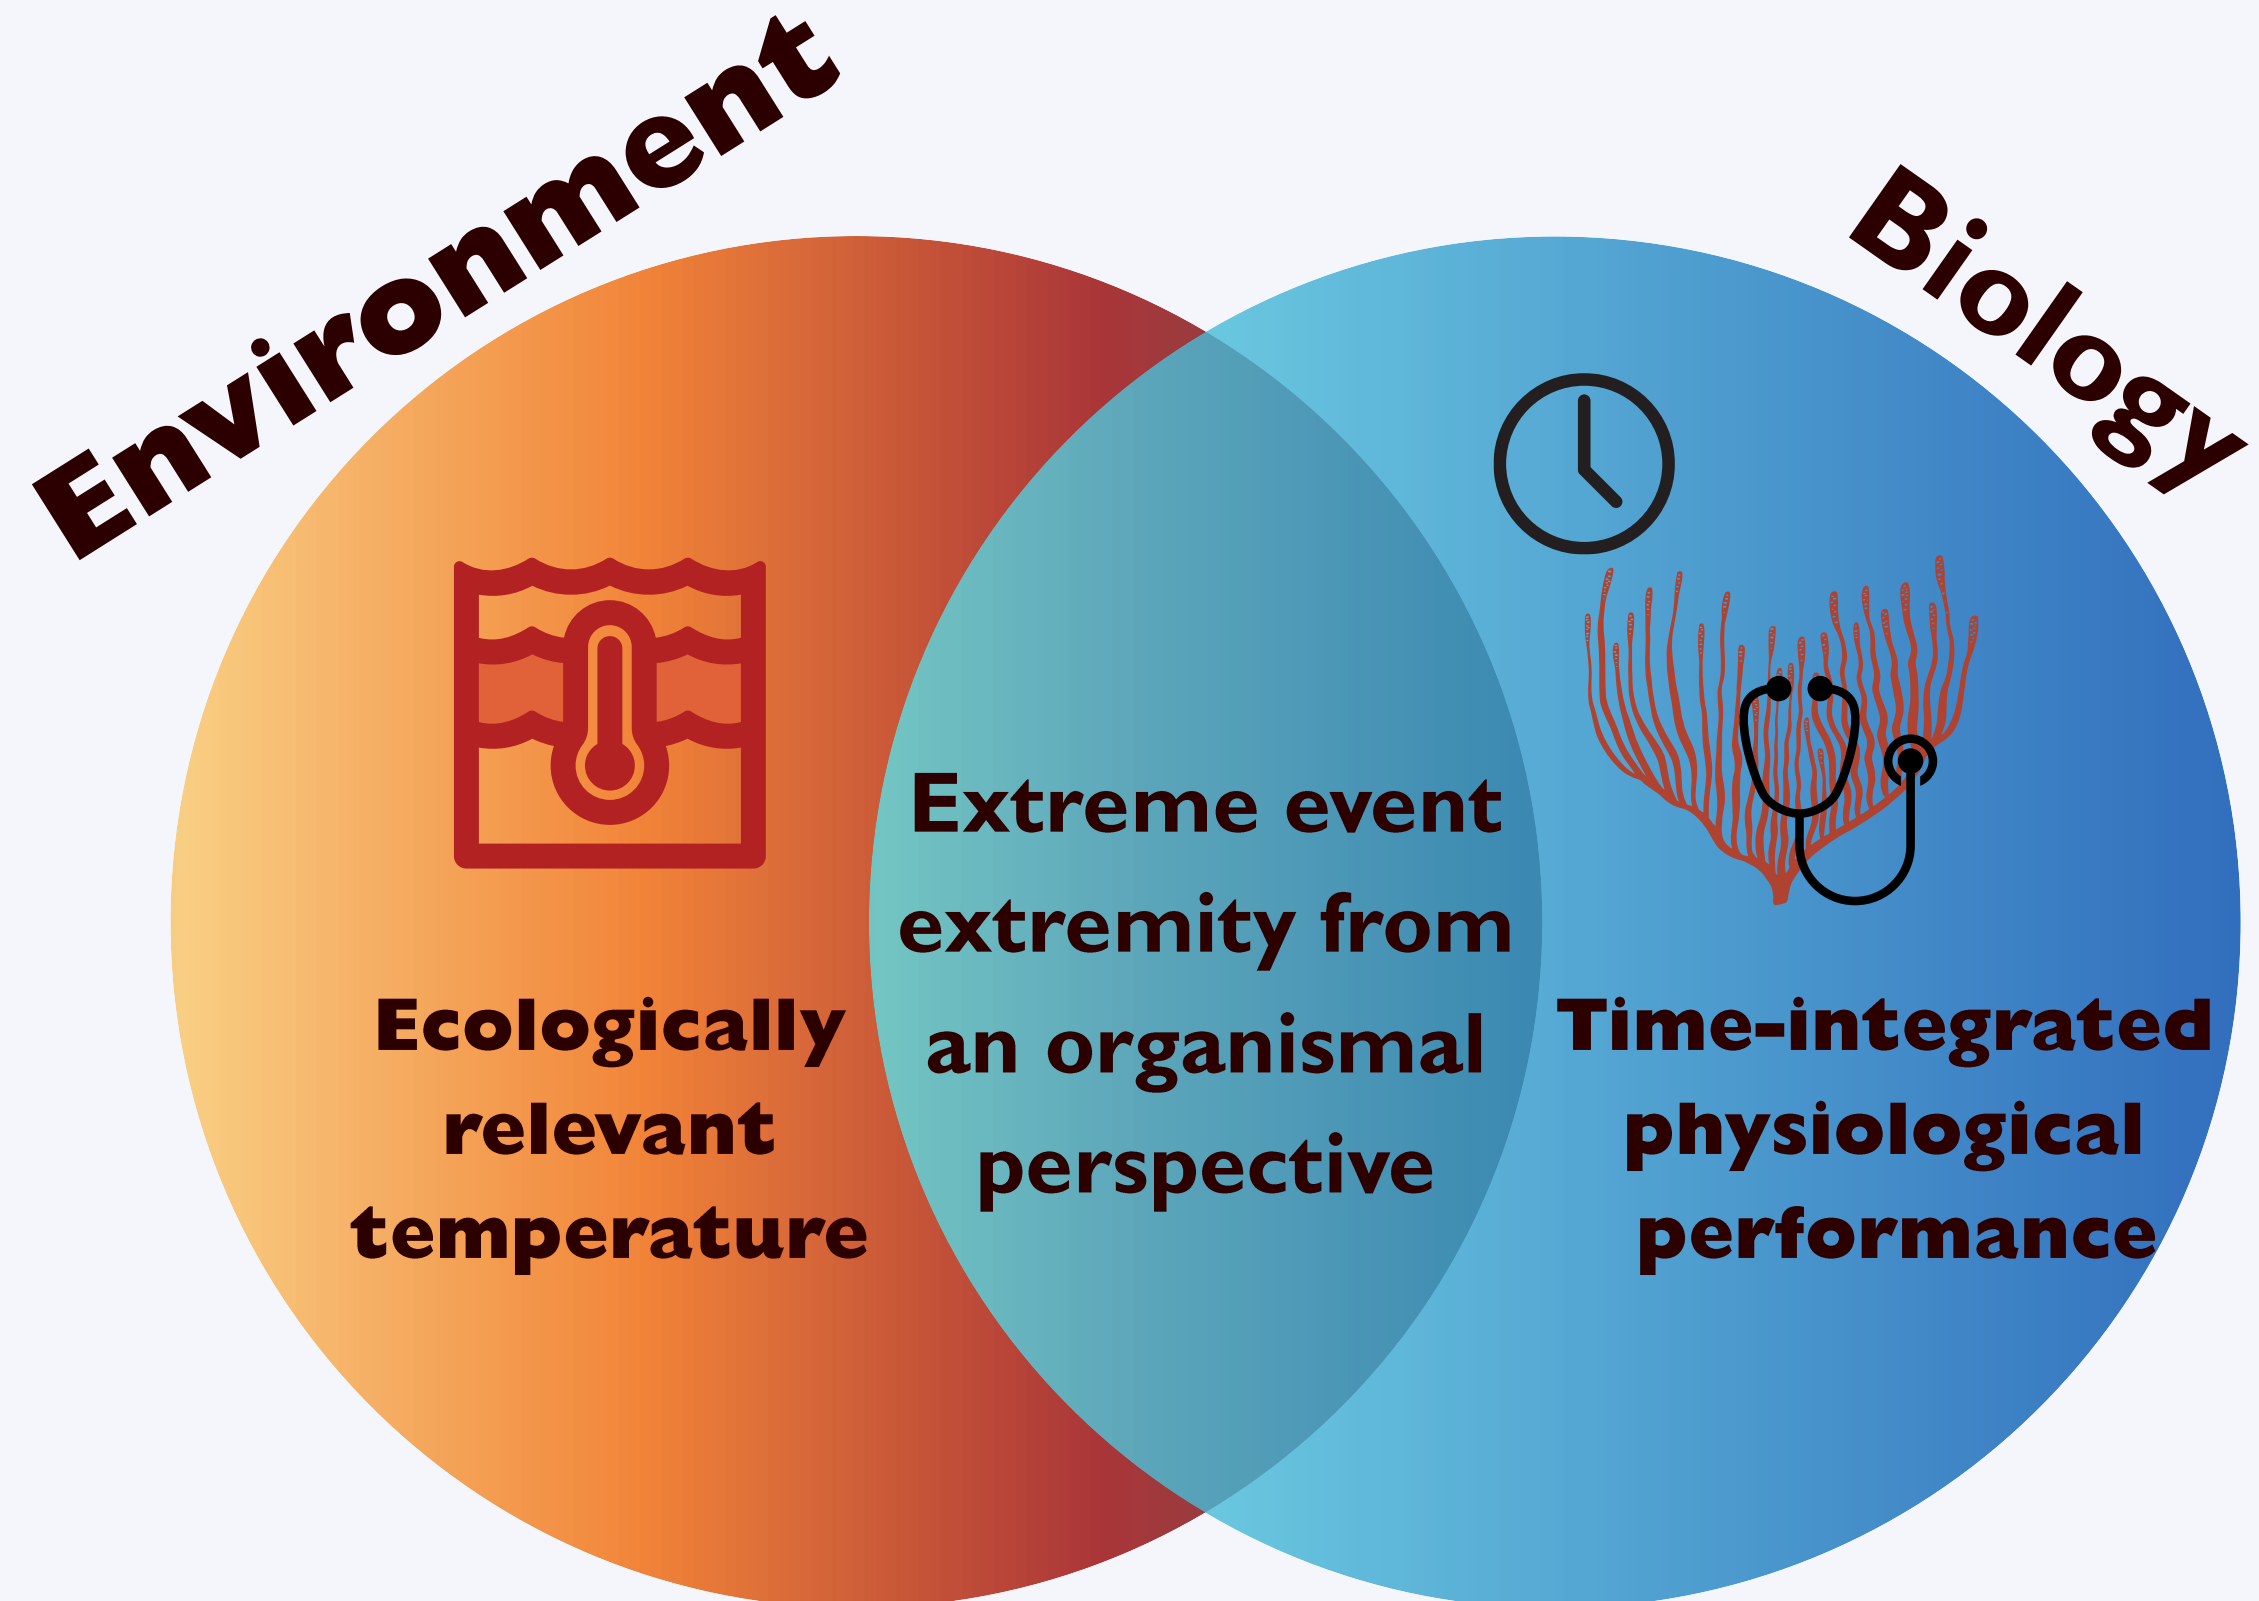 Environment
Biology
Ecologically
relevant
temperature
Extreme event
extremity from
an organismal
perspective
Time-integrated
physiological
performance